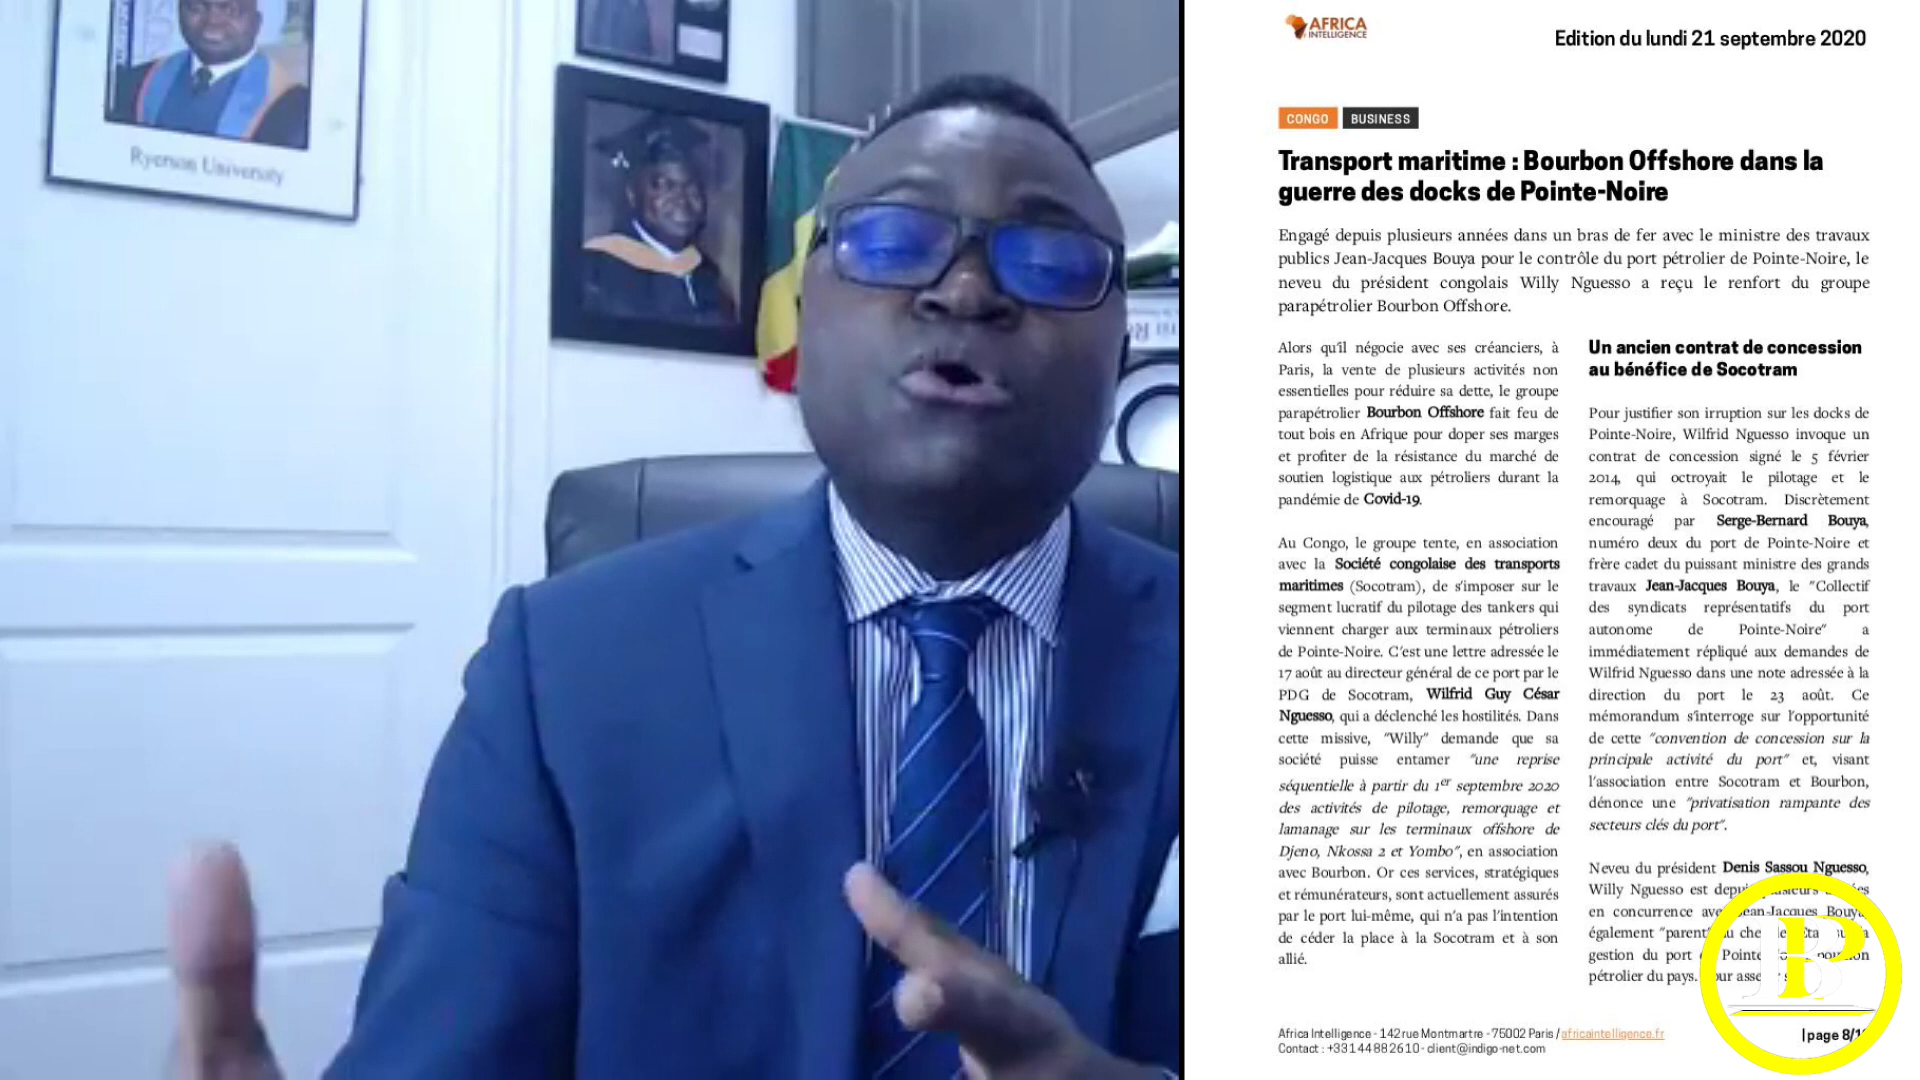 Ryerson University
AFRICA
INTELLIGENCE
Edition du lundi 21 septembre 2020
CONGO BUSINESS
Transport maritime : Bourbon Offshore dans la
guerre des docks de Pointe-Noire
Engagé depuis plusieurs années dans un bras de fer avec le ministre des travaux
publics Jean-Jacques Bouya pour le contrôle du port pétrolier de Pointe-Noire, le
neveu du président congolais Willy Nguesso a reçu le renfort du groupe
parapétrolier Bourbon Offshore.
Alors qu'il négocie avec ses créanciers, à
Paris, la vente de plusieurs activités non
essentielles pour réduire sa dette, le groupe
parapétrolier Bourbon Offshore fait feu de
tout bois en Afrique pour doper ses marges
et profiter de la résistance du marché de
soutien logistique aux pétroliers durant la
pandémie de Covid-19.
Au Congo, le groupe tente, en association
avec la Société congolaise des transports
maritimes (Socotram), de s'imposer sur le
segment lucratif du pilotage des tankers qui
viennent charger aux terminaux pétroliers
de Pointe-Noire. C'est une lettre adressée le
17 août au directeur général de ce port par le
PDG de Socotram, Wilfrid Guy César
Nguesso, qui a déclenché les hostilités. Dans
cette missive, "Willy" demande que sa
société puisse entamer "une reprise
séquentielle à partir du 1er septembre 2020
des activités de pilotage, remorquage et
lamanage sur les terminaux offshore de
Djeno, Nkossa 2 et Yombo", en association
avec Bourbon. Or ces services, stratégiques
et rémunérateurs, sont actuellement assurés
par le port lui-même, qui n'a pas l'intention
de céder la place à la Socotram et à son
allié.
Un ancien contrat de concession
au bénéfice de Socotram
Pour justifier son irruption sur les docks de
Pointe-Noire, Wilfrid Nguesso invoque un
contrat de concession signé le 5 février
2014, qui octroyait le pilotage et le
remorquage à Socotram. Discrètement
encouragé par Serge-Bernard Bouya,
numéro deux du port de Pointe-Noire et
frère cadet du puissant ministre des grands
travaux Jean-Jacques Bouya, le "Collectif
des syndicats représentatifs du port
autonome de Pointe-Noire" a
immédiatement répliqué aux demandes de
Wilfrid Nguesso dans une note adressée à la
direction du port le 23 août. Ce
mémorandum s'interroge sur l'opportunité
de cette "convention de concession sur la
principale activité du port" et, visant
l'association entre Socotram et Bourbon,
dénonce une "privatisation rampante des
secteurs clés du port".
Neveu du président Denis Sassou Nguesso,
Willy Nguesso est depuis
en concurrence Jean-Jacques Bouya
également "parent"
gestion du port Pointe
pétrolier du pays.
Africa Intelligence - 142 rue Montmartre - 75002 Paris / africaintelligence.fr
Contact : +33 1 44 88 26 10 - client@indigo-net.com
| page 8/